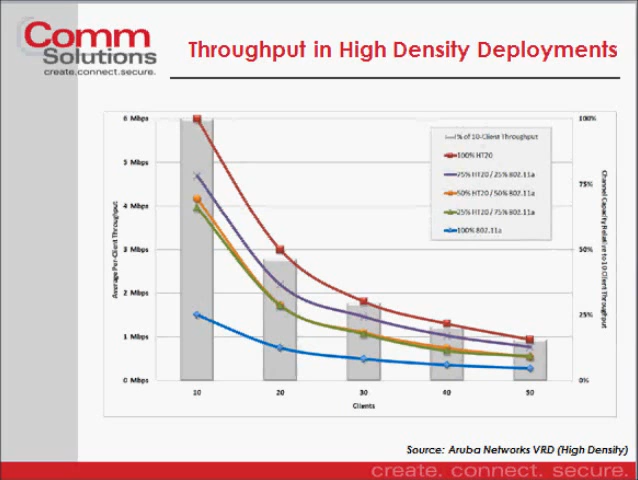 Comm
Solutions
create.connect.secure.
Throughput in High Density Deployments
6 Mbps
5 Mbps
4 Mbps
3 Mbps
2 Mbps
1 Mbps
0 Mbps
Average Per-Client Throughput
100%
75%
50%
25%
0%
Channel Capacity Relative to 10 Client Throughput
% of 10-Client Throughput
100% HT20
75% HT20 / 25% 802.11a
50% HT20 / 50% 802.11a
25% HT20 / 75% 802.11a
100% 802.11a
10
20
30
40
50
Clients
Source: Aruba Networks VRD (High Density)
create. connect. secure.